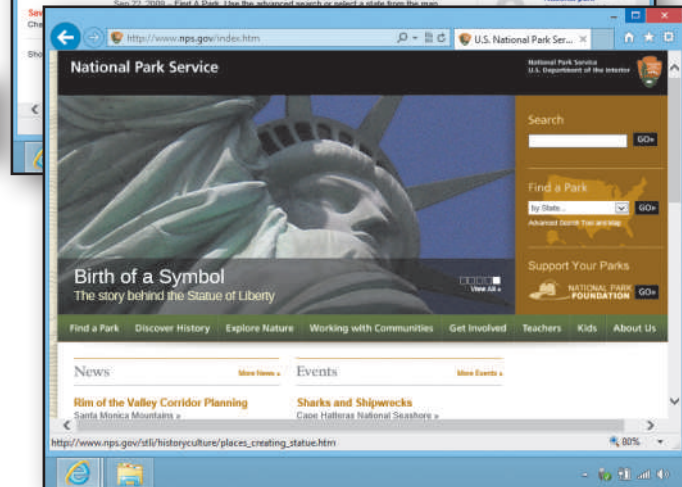 Sep 22, 2009 – Find A Park. Use the advanced search or select a state from the map
http://www.nps.gov/index.htm
U.S. National Park Ser...
National Park Service
National Park Service
U.S. Department of the Interior
Search
GO»
Find a Park
by State...
GO»
Support Your Parks
NATIONAL PARK
FOUNDATION
GO»
Birth of a Symbol
The story behind the Statue of Liberty
View All »
Find a Park Discover History Explore Nature Working with Communities Get Involved Teachers Kids About Us
News
More News »
Events
More Events »
Rim of the Valley Corridor Planning
Santa Monica Mountains »
Sharks and Shipwrecks
Cape Hatteras National Seashore »
http://www.nps.gov/stli/historyculture/places_creating_statue.htm
80%